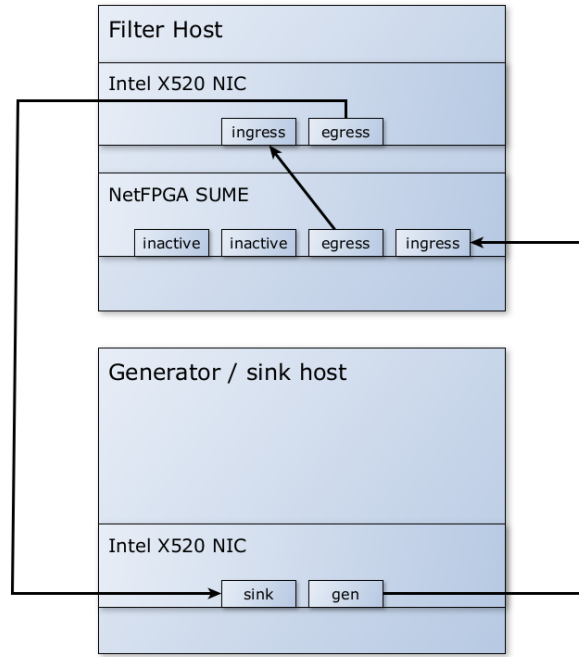 Filter Host
Intel X520 NIC
ingress egress
NetFPGA SUME
inactive inactive egress ingress
Generator / sink host
Intel X520 NIC
sink gen